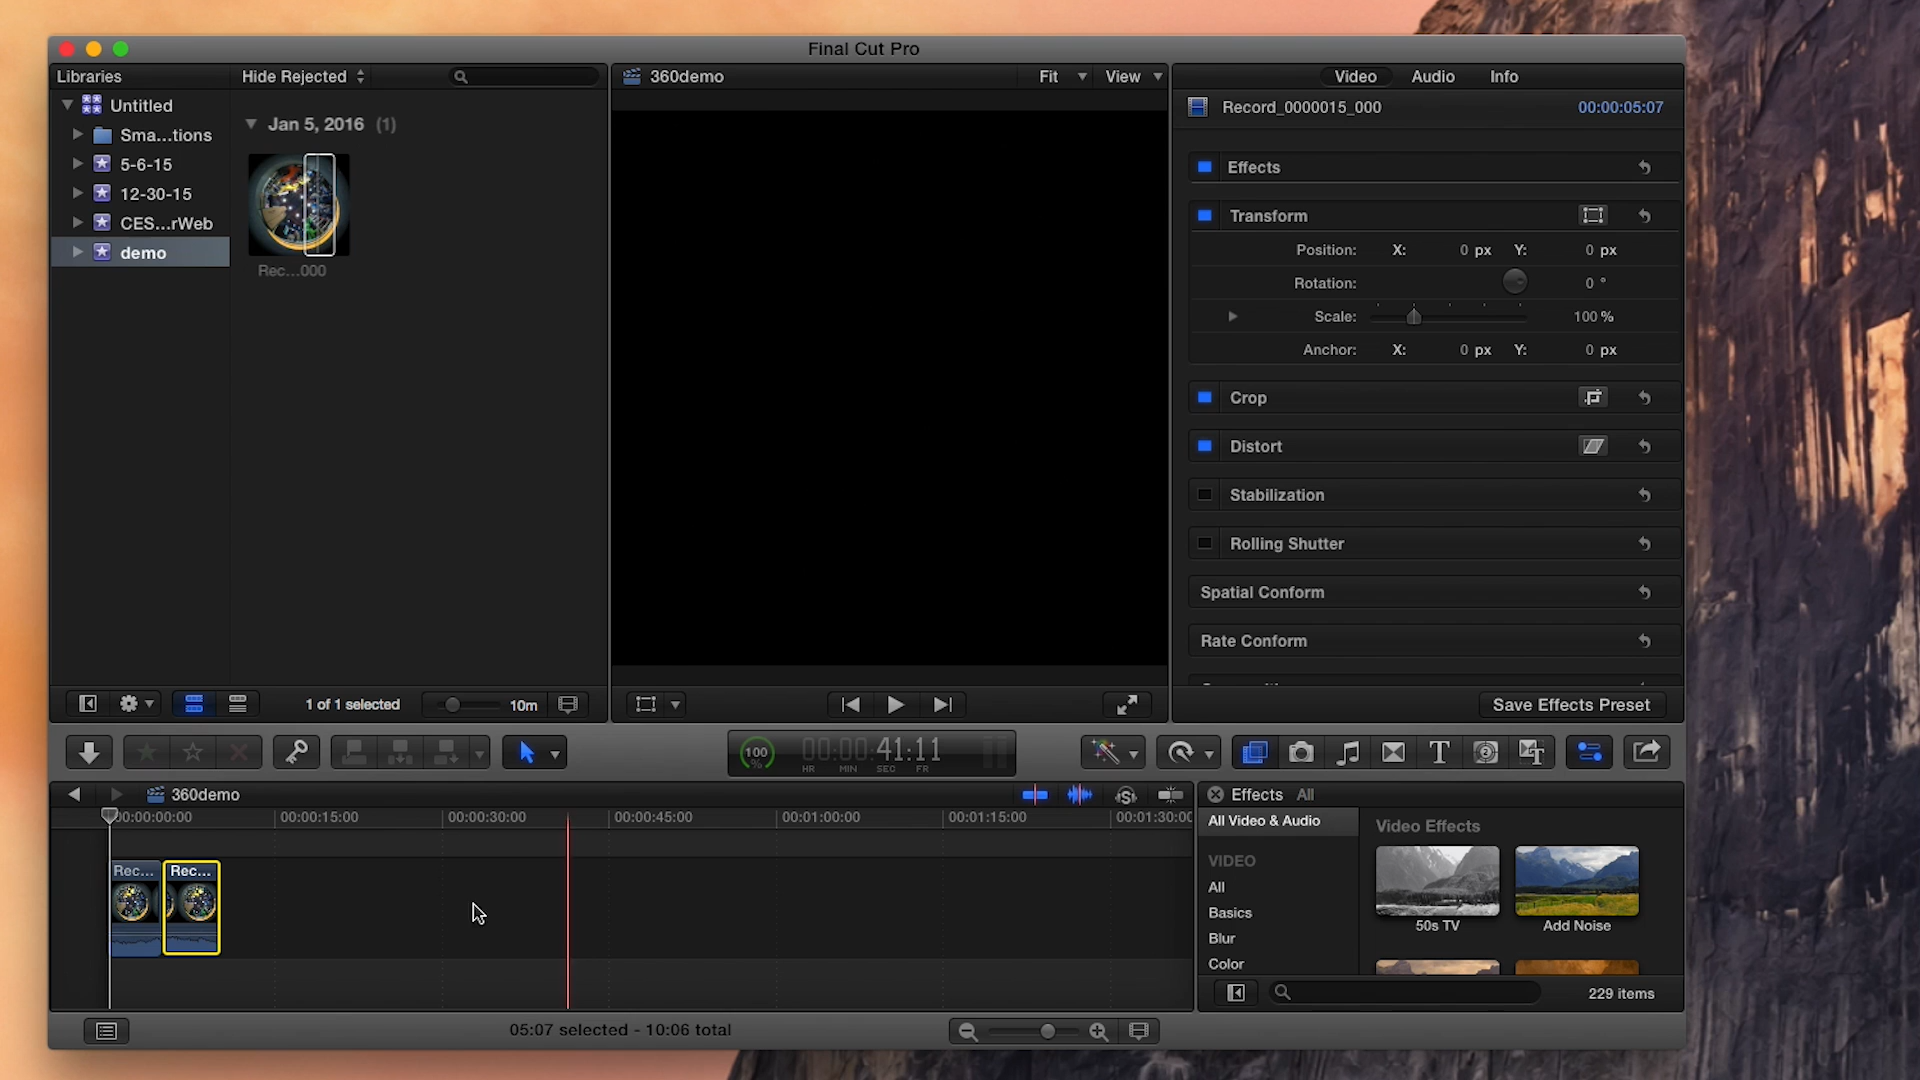 Final Cut Pro
Libraries
Hide Rejected
360demo
Fit
View
Video
Audio
Info
Untitled
Sma...tions
5-6-15
12-30-15
CES...rWeb
demo
Jan 5, 2016 (1)
Rec...000
Record_0000015_000
00:00:05:07
Effects
Transform
Position: X: 0 px Y: 0 px
Rotation: 0 °
Scale: 100 %
Anchor: X: 0 px Y: 0 px
Crop
Distort
Stabilization
Rolling Shutter
Spatial Conform
Rate Conform
1 of 1 selected
10m
Save Effects Preset
100 %
00:00:41:11
HR MIN SEC FR
360demo
Effects All
00:00:00:00
00:00:15:00
00:00:30:00
00:00:45:00
00:01:00:00
00:01:15:00
00:01:30:00
Rec...
Rec...
All Video & Audio
VIDEO
All
Basics
Blur
Color
Video Effects
50s TV
Add Noise
229 items
05:07 selected - 10:06 total